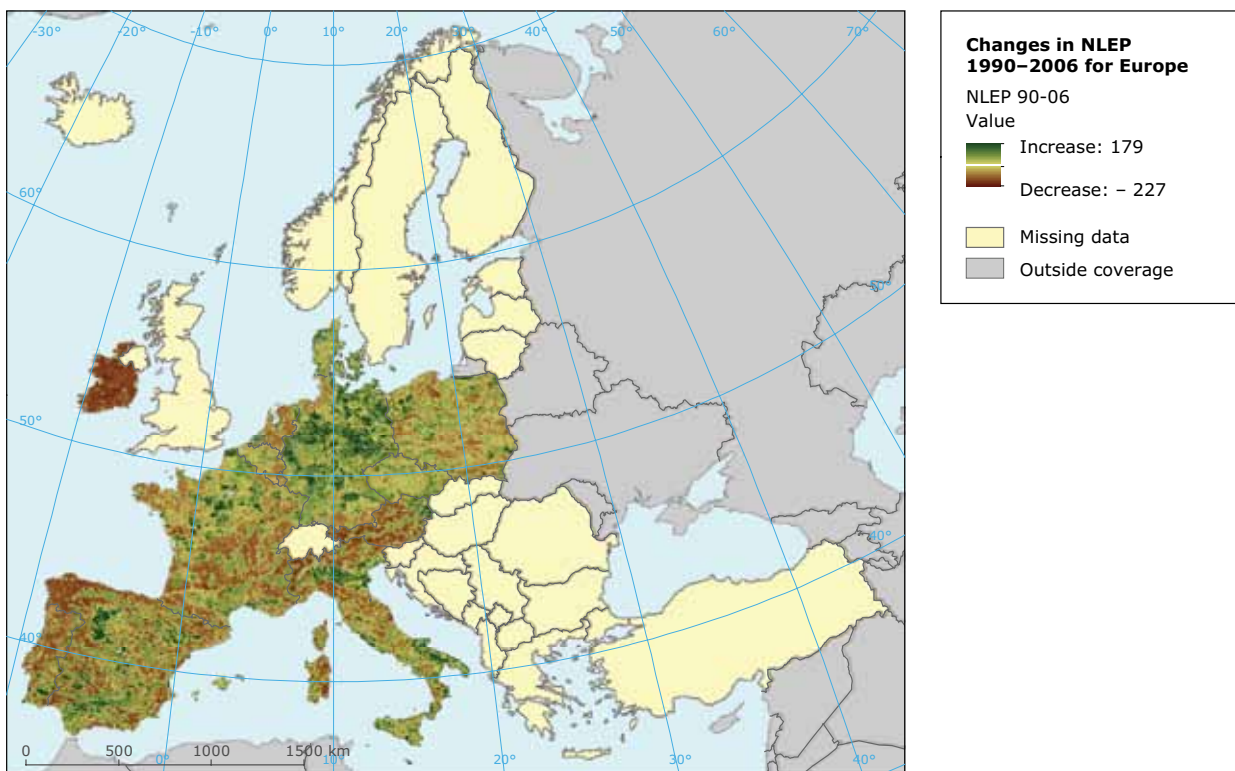 -30° -20° -10° 0° 10° 20° 30° 40° 50° 60° 70°
60°
50°
40°
50°
40°
0 500 1000 1500 km
0° 10° 20° 30° 40°
Changes in NLEP
1990–2006 for Europe
NLEP 90-06
Value
Increase: 179
Decrease: – 227
Missing data
Outside coverage